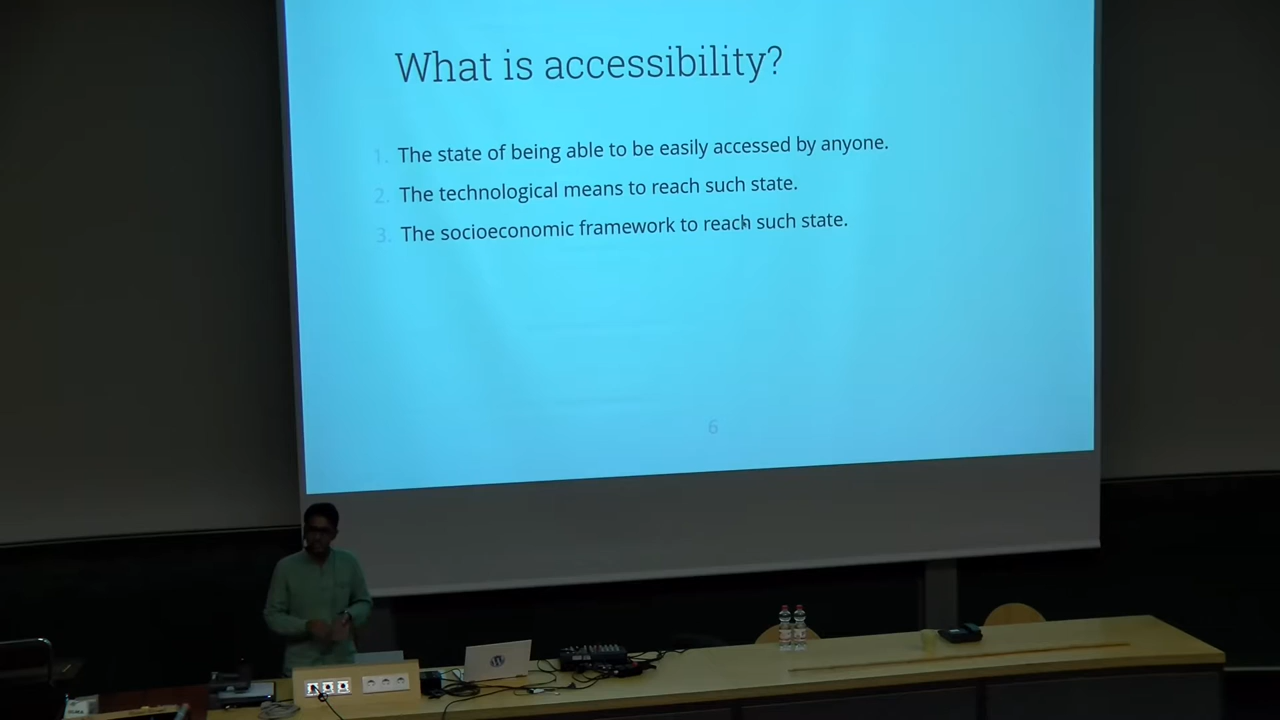 What is accessibility?
1. The state of being able to be easily accessed by anyone.
2. The technological means to reach such state.
3. The socioeconomic framework to reach such state.
6